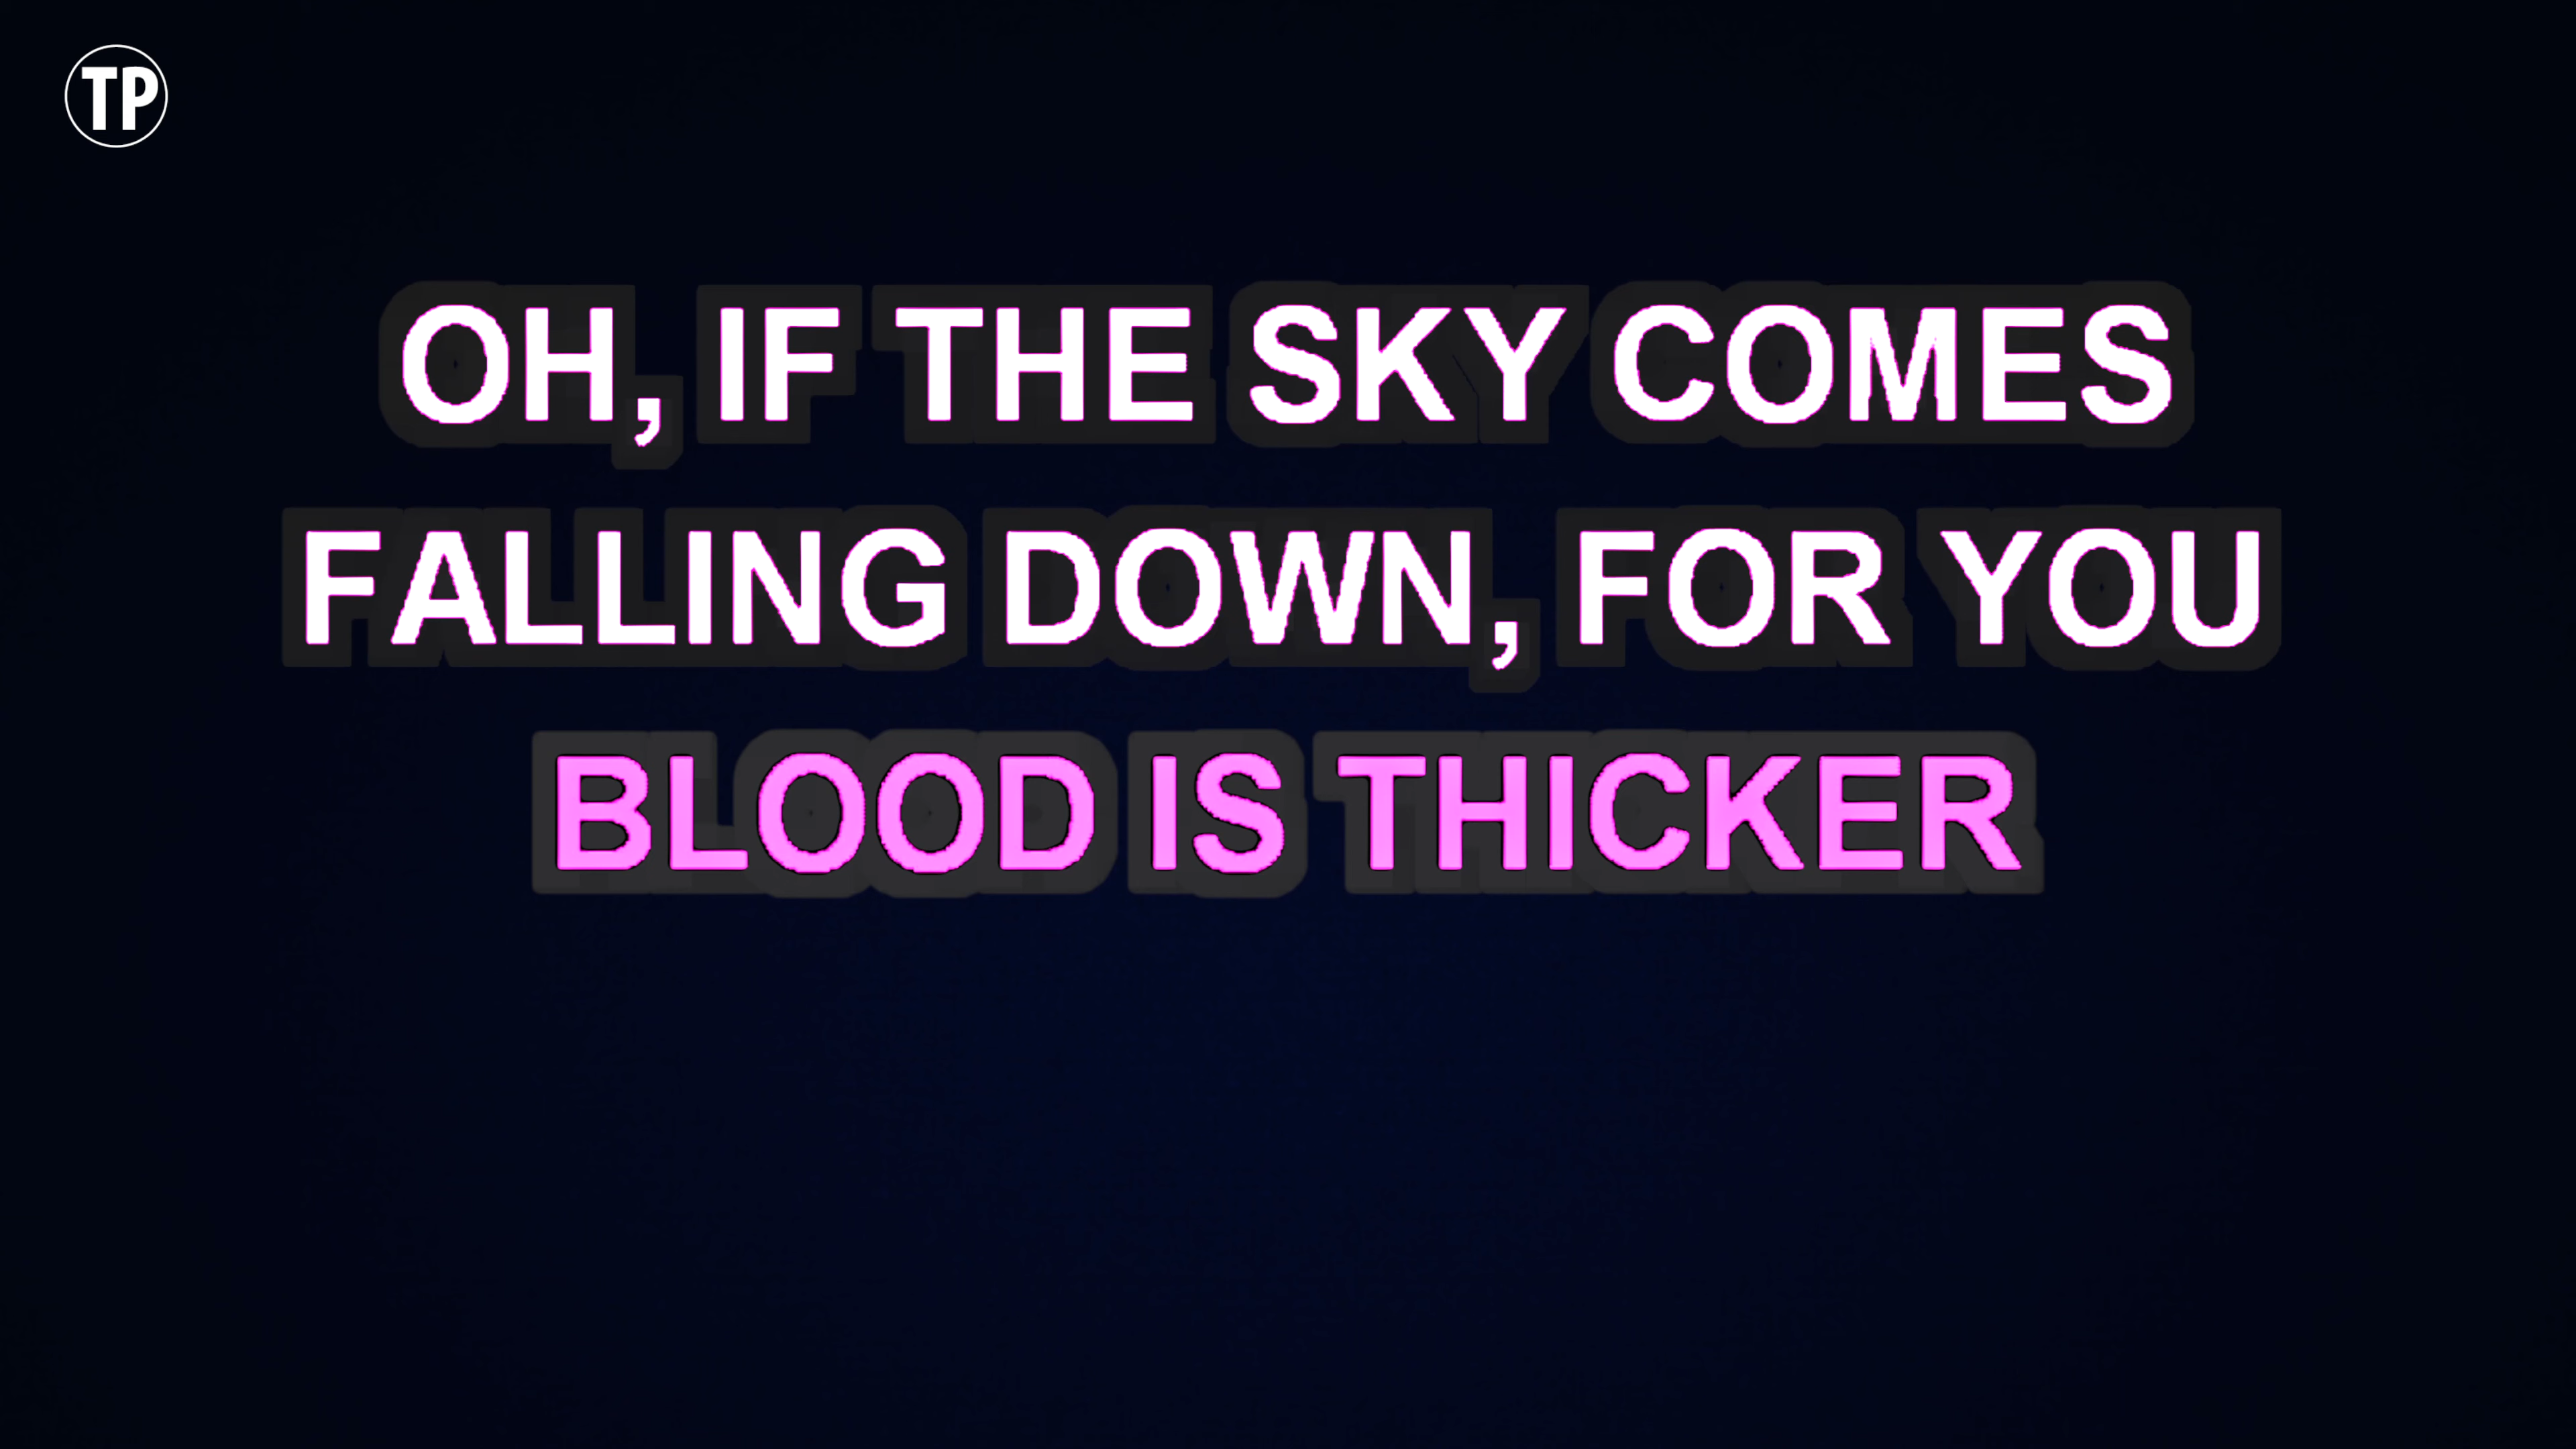 TP
OH, IF THE SKY COMES
FALLING DOWN, FOR YOU
BLOOD IS THICKER